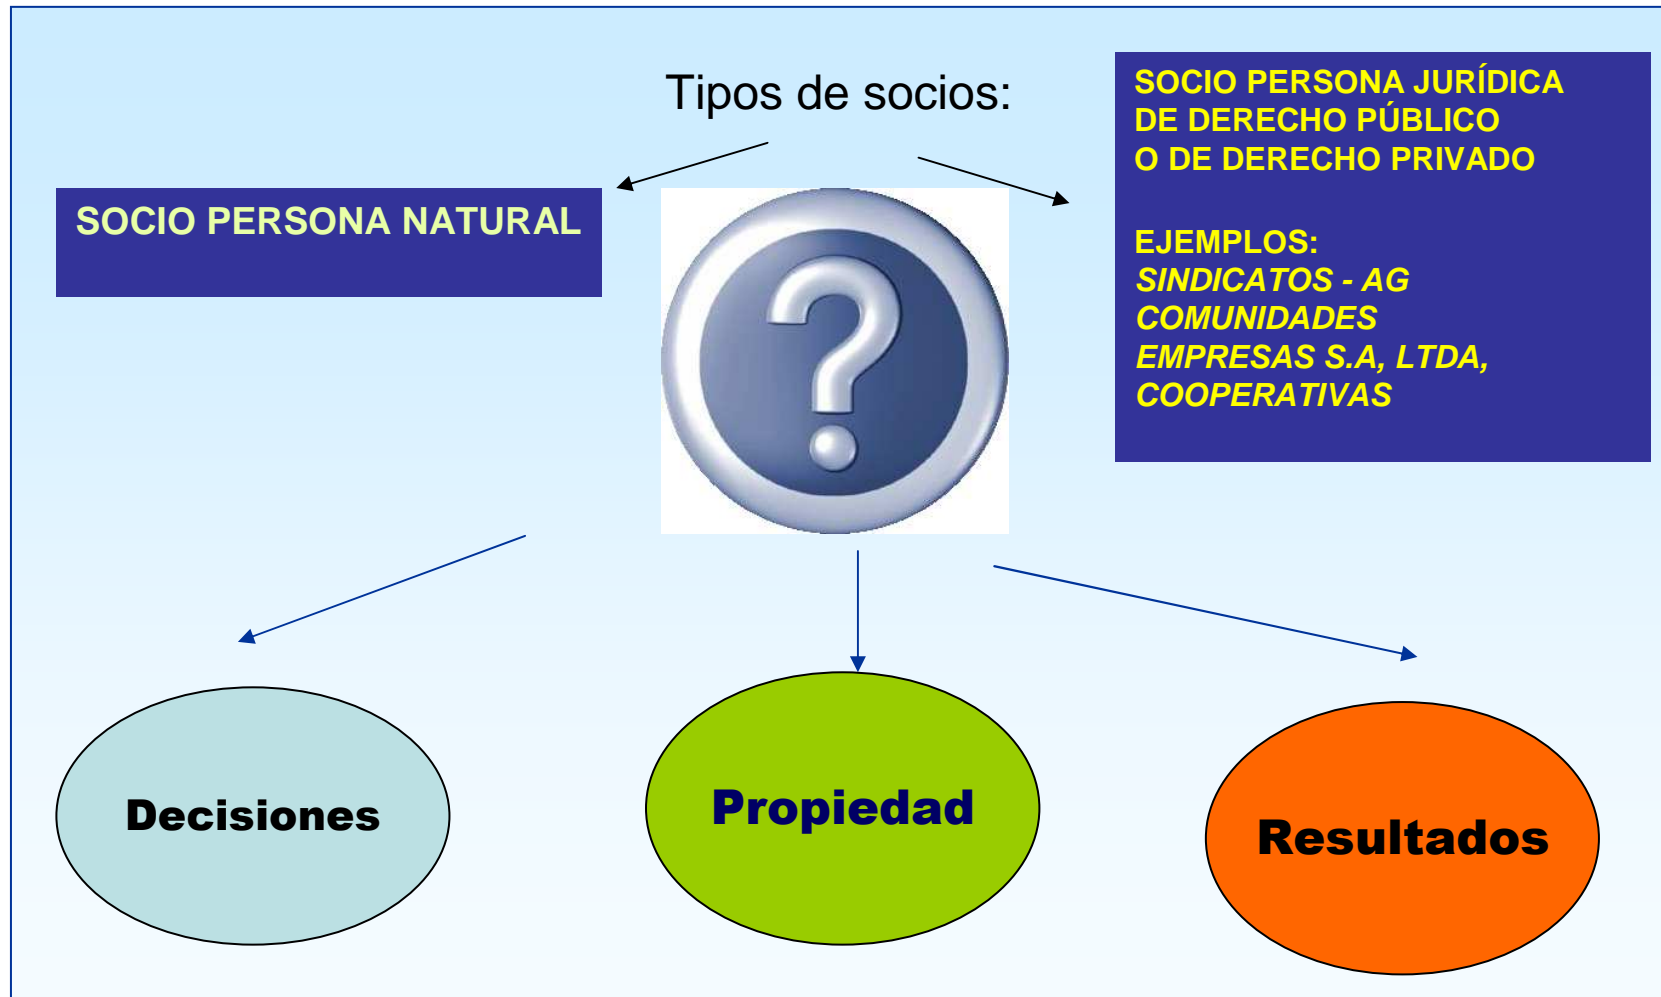 Tipos de socios:
SOCIO PERSONA NATURAL
SOCIO PERSONA JURÍDICA
DE DERECHO PÚBLICO
O DE DERECHO PRIVADO
EJEMPLOS:
SINDICATOS - AG
COMUNIDADES
EMPRESAS S.A, LTDA,
COOPERATIVAS
?
Decisiones
Propiedad
Resultados